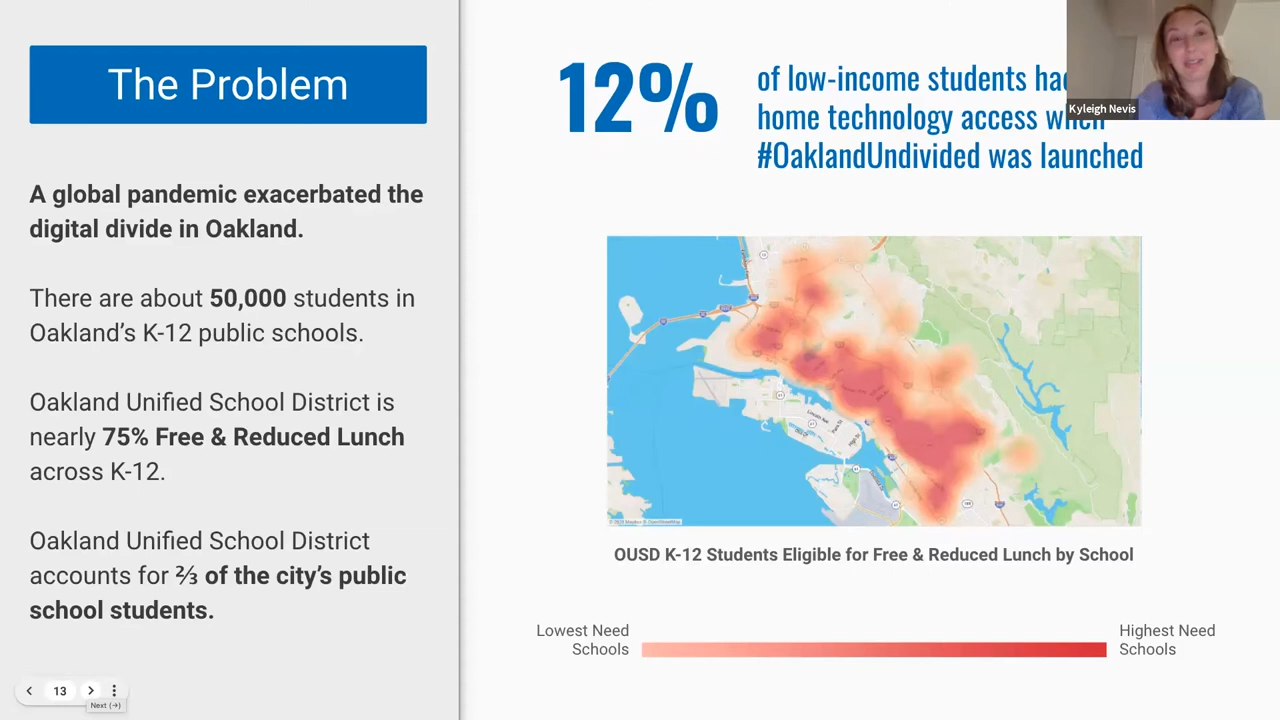 The Problem
A global pandemic exacerbated the
digital divide in Oakland.
There are about 50,000 students in
Oakland’s K-12 public schools.
Oakland Unified School District is
nearly 75% Free & Reduced Lunch
across K-12.
Oakland Unified School District
accounts for ⅔ of the city’s public
school students.
12%
of low-income students had
home technology access when
#OaklandUndivided was launched
Kyleigh Nevis
OUSD K-12 Students Eligible for Free & Reduced Lunch by School
Lowest Need
Schools
Highest Need
Schools
13
Next (→)